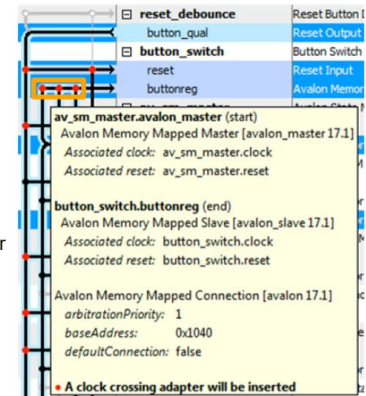 reset_debounce
Reset Button
button_qual
Reset Output
button_switch
Button Switch
reset
Reset Input
buttonreg
Avalon Memor
av_sm_master.avalon_master (start)
Avalon Memory Mapped Master [avalon_master 17.1]
Associated clock: av_sm_master.clock
Associated reset: av_sm_master.reset
button_switch.buttonreg (end)
Avalon Memory Mapped Slave [avalon_slave 17.1]
Associated clock: button_switch.clock
Associated reset: button_switch.reset
Avalon Memory Mapped Connection [avalon 17.1]
arbitrationPriority: 1
baseAddress: 0x1040
defaultConnection: false
• A clock crossing adapter will be inserted